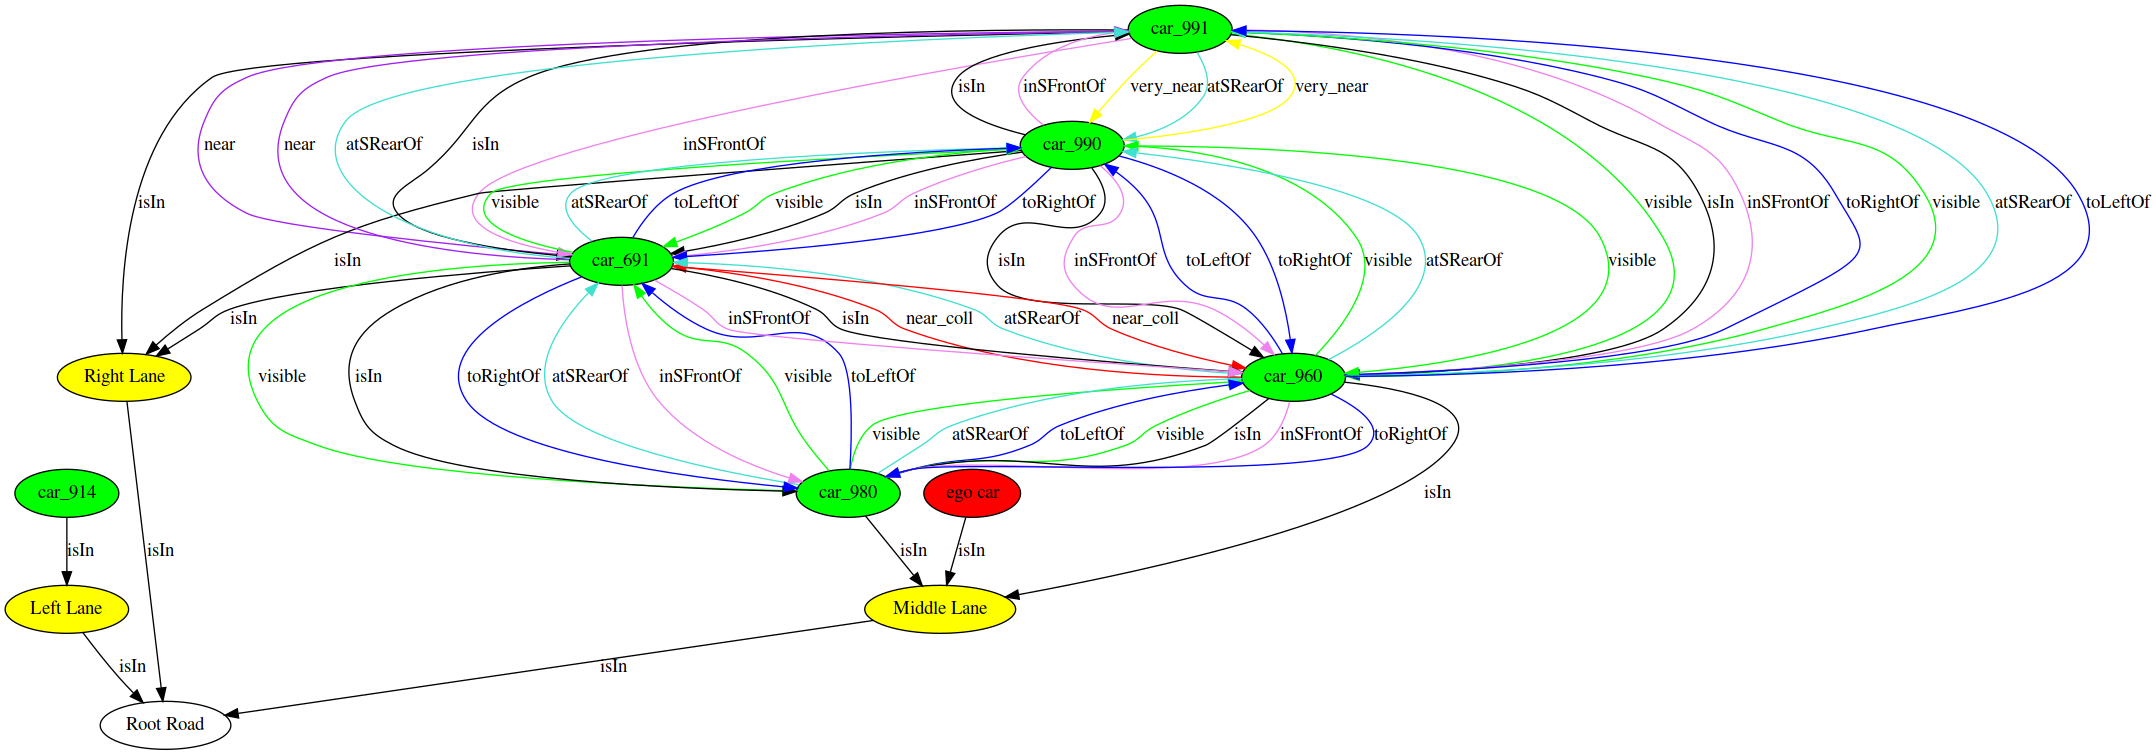 car_991
isIn inSFrontOf very_near atSRearOf very_near
near near atSRearOf isIn inSFrontOf
car_990
isIn visible atSRearOf toLeftOf visible isIn inSFrontOf toRightOf visible isIn inSFrontOf toRightOf visible atSRearOf toLeftOf
car_691
isIn isIn inSFrontOf toLeftOf toRightOf visible atSRearOf visible
isIn inSFrontOf isIn near_coll atSRearOf near_coll
Right Lane
car_960
visible isIn toRightOf atSRearOf inSFrontOf visible toLeftOf
visible atSRearOf toLeftOf visible isIn inSFrontOf toRightOf
car_914
car_980
ego car
isIn
isIn isIn isIn isIn
Left Lane
Middle Lane
isIn isIn
Root Road